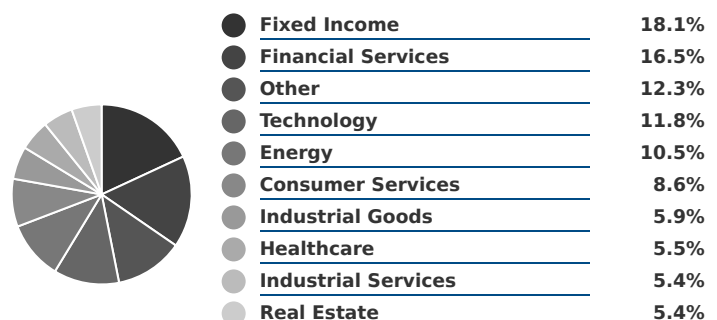 Fixed Income 18.1%
Financial Services 16.5%
Other 12.3%
Technology 11.8%
Energy 10.5%
Consumer Services 8.6%
Industrial Goods 5.9%
Healthcare 5.5%
Industrial Services 5.4%
Real Estate 5.4%